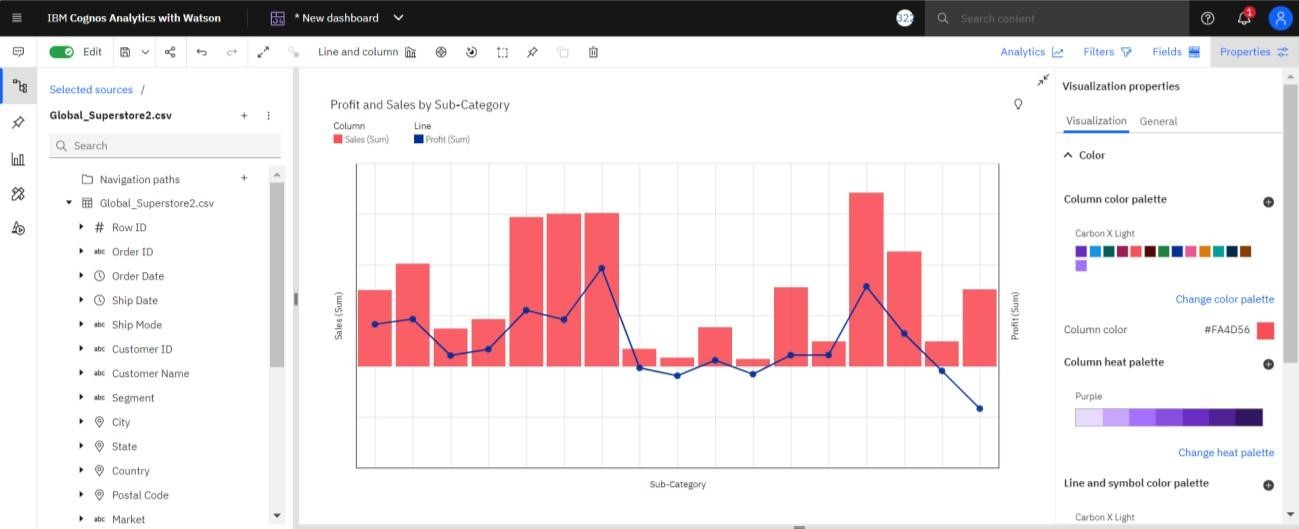 IBM Cognos Analytics with Watson
* New dashboard
322
Search content
1
Edit
Line and column
Analytics
Filters
Fields
Properties
Selected sources /
Global_Superstore2.csv
Search
Navigation paths
Global_Superstore2.csv
# Row ID
abc Order ID
Order Date
Ship Date
abc Ship Mode
abc Customer ID
abc Customer Name
abc Segment
City
State
Country
Postal Code
abc Market
Profit and Sales by Sub-Category
Column
Line
Sales (Sum)
Profit (Sum)
Sales (Sum)
Profit (Sum)
Sub-Category
Visualization properties
Visualization
General
Color
Column color palette
Carbon X Light
Change color palette
Column color
#FA4D56
Column heat palette
Purple
Change heat palette
Line and symbol color palette
Carbon X Light